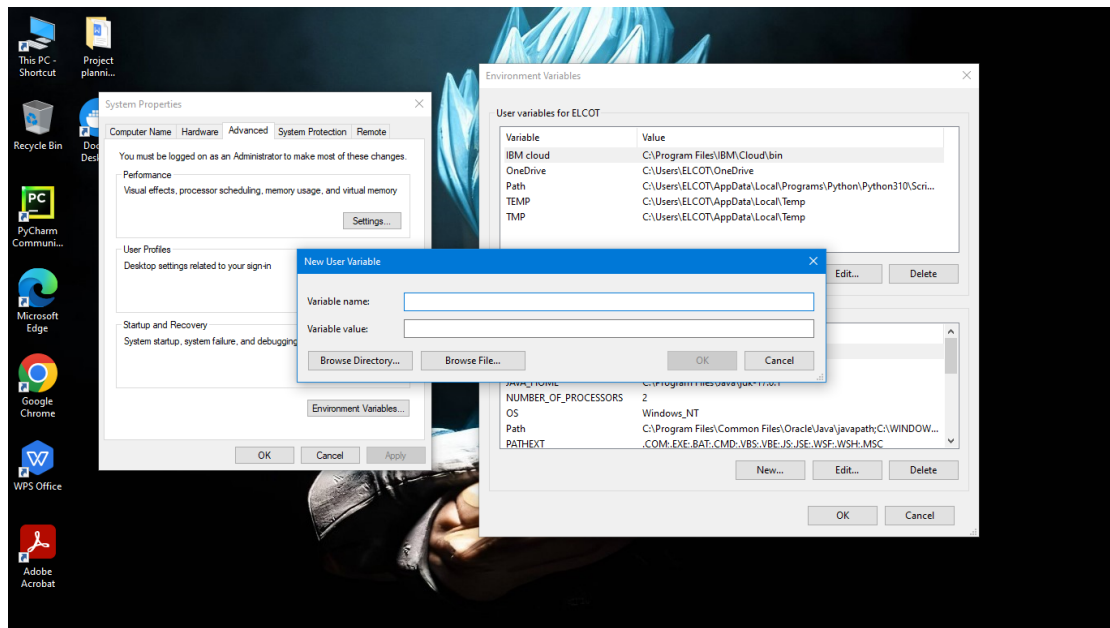 This PC -
Shortcut
Project
planni...
Recycle Bin
PC
PyCharm
Communi...
Microsoft
Edge
Google
Chrome
WPS Office
Adobe
Acrobat
System Properties
Computer Name Hardware Advanced System Protection Remote
You must be logged on as an Administrator to make most of these changes.
Performance
Visual effects, processor scheduling, memory usage, and virtual memory
Settings...
User Profiles
Desktop settings related to your sign-in
Startup and Recovery
System startup, system failure, and debugging
Environment Variables...
OK Cancel Apply
Environment Variables
User variables for ELCOT
Variable Value
IBM cloud C:\Program Files\IBM\Cloud\bin
OneDrive C:\Users\ELCOT\OneDrive
Path C:\Users\ELCOT\AppData\Local\Programs\Python\Python310\Scri...
TEMP C:\Users\ELCOT\AppData\Local\Temp
TMP C:\Users\ELCOT\AppData\Local\Temp
Edit... Delete
New User Variable
Variable name:
Variable value:
Browse Directory... Browse File... OK Cancel
JAVA_HOME C:\Program Files\Java\jdk-17.0.1
NUMBER_OF_PROCESSORS 2
OS Windows_NT
Path C:\Program Files\Common Files\Oracle\Java\javapath;C:\WINDOW...
PATHEXT .COM;.EXE;.BAT;.CMD;.VBS;.VBE;.JS;.JSE;.WSF;.WSH;.MSC
New... Edit... Delete
OK Cancel